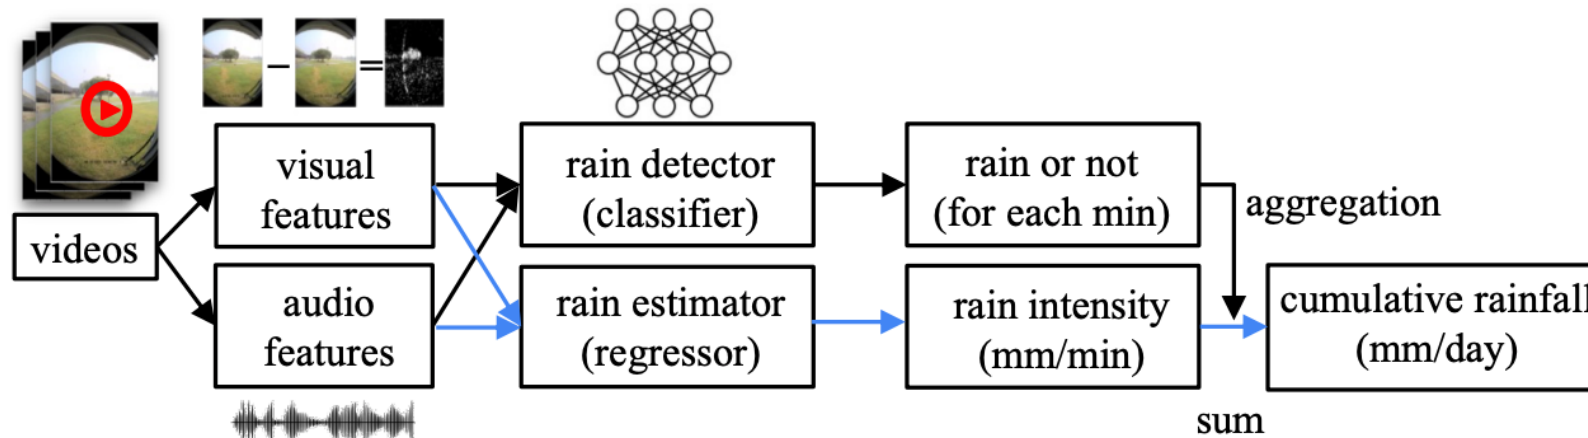 videos
visual
features
audio
features
rain detector
(classifier)
rain estimator
(regressor)
rain or not
(for each min)
rain intensity
(mm/min)
aggregation
sum
cumulative rainfall
(mm/day)